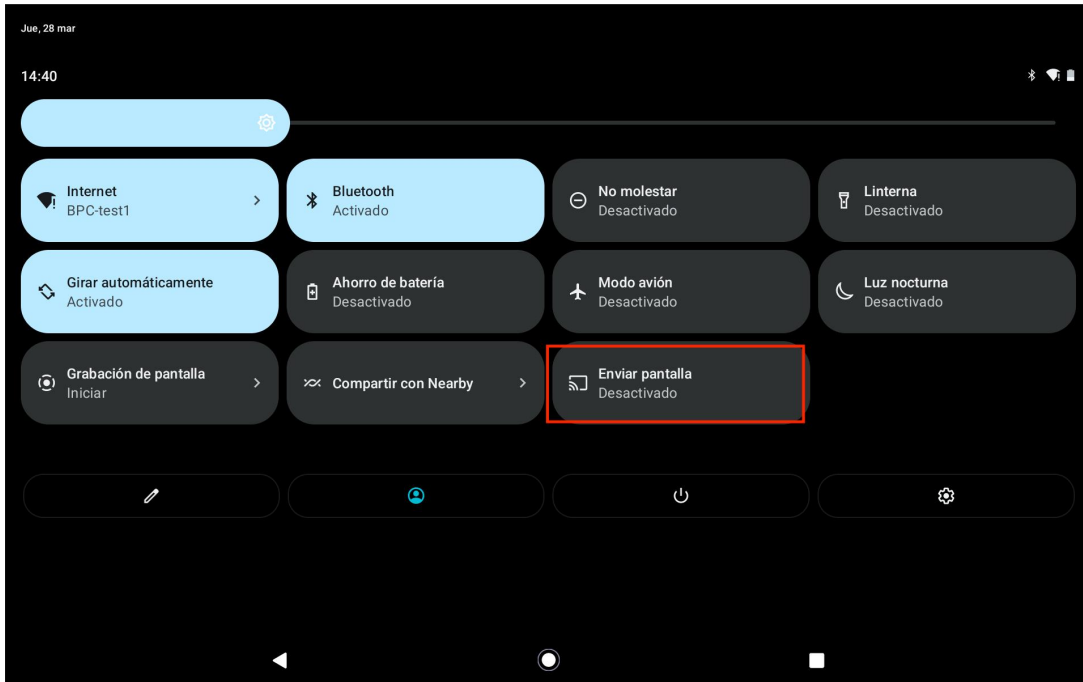 Jue, 28 mar
14:40
Internet
BPC-test1
Bluetooth
Activado
No molestar
Desactivado
Linterna
Desactivado
Girar automáticamente
Activado
Ahorro de batería
Desactivado
Modo avión
Desactivado
Luz nocturna
Desactivado
Grabación de pantalla
Iniciar
Compartir con Nearby
Enviar pantalla
Desactivado